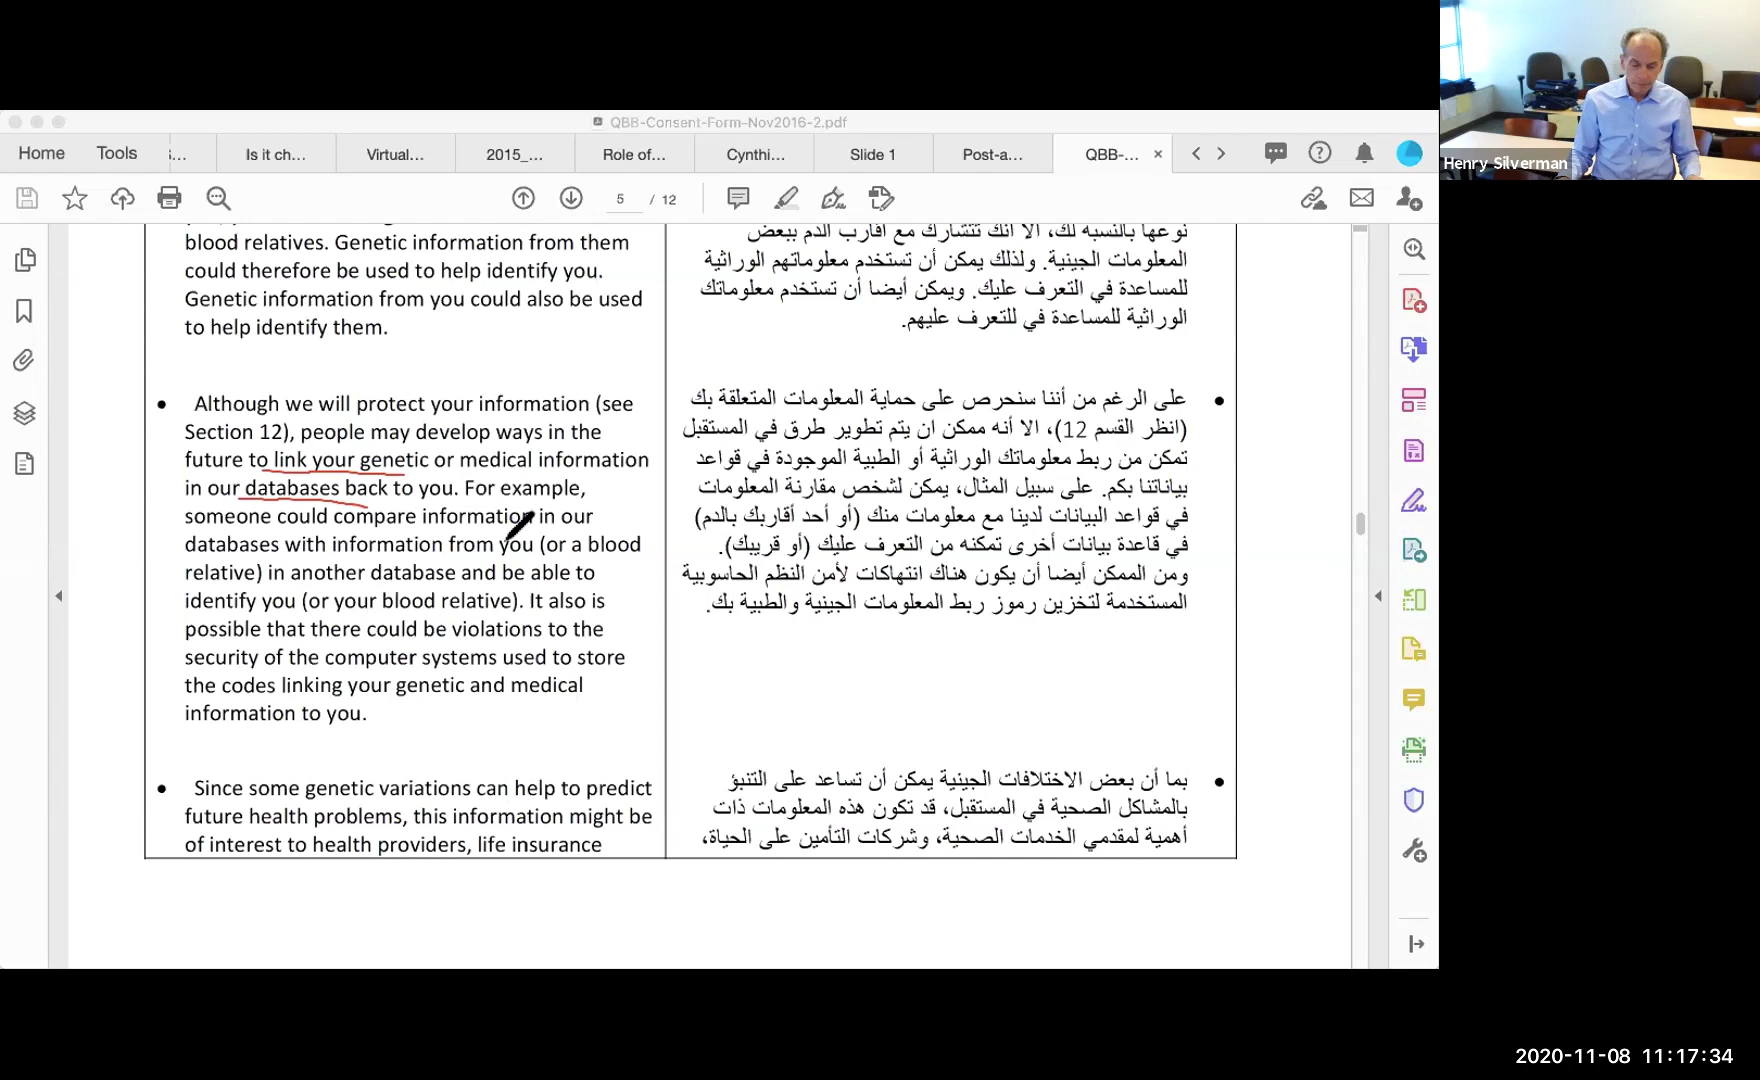 QBB-Consent-Form-Nov2016-2.pdf
Home Tools S... Is it ch... Virtual... 2015_... Role of... Cynthi... Slide 1 Post-a... QBB-... ×
5 / 12
Henry Silverman
blood relatives. Genetic information from them
could therefore be used to help identify you.
Genetic information from you could also be used
to help identify them.
• Although we will protect your information (see
Section 12), people may develop ways in the
future to link your genetic or medical information
in our databases back to you. For example,
someone could compare information in our
databases with information from you (or a blood
relative) in another database and be able to
identify you (or your blood relative). It also is
possible that there could be violations to the
security of the computer systems used to store
the codes linking your genetic and medical
information to you.
• Since some genetic variations can help to predict
future health problems, this information might be
of interest to health providers, life insurance
نوعها بالنسبه لك، الا انك تتشارك مع اقارب الدم ببعض
المعلومات الجينية. ولذلك يمكن أن تستخدم معلوماتهم الوراثية
للمساعدة في التعرف عليك. ويمكن أيضا أن تستخدم معلوماتك
الوراثية للمساعدة في للتعرف عليهم.
• على الرغم من أننا سنحرص على حماية المعلومات المتعلقة بك
(انظر القسم 12)، الا أنه ممكن ان يتم تطوير طرق في المستقبل
تمكن من ربط معلوماتك الوراثية أو الطبية الموجودة في قواعد
بياناتنا بكم. على سبيل المثال، يمكن لشخص مقارنة المعلومات
في قواعد البيانات لدينا مع معلومات منك (أو أحد أقاربك بالدم)
في قاعدة بيانات أخرى تمكنه من التعرف عليك (أو قريبك).
ومن الممكن أيضا أن يكون هناك انتهاكات لأمن النظم الحاسوبية
المستخدمة لتخزين رموز ربط المعلومات الجينية والطبية بك.
• بما أن بعض الاختلافات الجينية يمكن أن تساعد على التنبؤ
بالمشاكل الصحية في المستقبل، قد تكون هذه المعلومات ذات
أهمية لمقدمي الخدمات الصحية، وشركات التأمين على الحياة،
2020-11-08 11:17:34